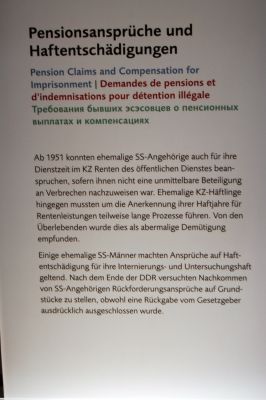 Pensionsansprüche und
Haftentschädigungen
Pension Claims and Compensation for
Imprisonment | Demandes de pensions et
d'indemnisations pour détention illégale
Требования бывших эсэсовцев о пенсионных
выплатах и компенсациях
Ab 1951 konnten ehemalige SS-Angehörige auch für ihre
Dienstzeit im KZ Renten des öffentlichen Dienstes bean-
spruchen, sofern ihnen nicht eine unmittelbare Beteiligung
an Verbrechen nachzuweisen war. Ehemalige KZ-Häftlinge
hingegen mussten um die Anerkennung ihrer Haftjahre für
Rentenleistungen teilweise lange Prozesse führen. Von den
Überlebenden wurde dies als abermalige Demütigung
empfunden.
Einige ehemalige SS-Männer machten Ansprüche auf Haft-
entschädigung für ihre Internierungs- und Untersuchungshaft
geltend. Nach dem Ende der DDR versuchten Nachkommen
von SS-Angehörigen Rückforderungsansprüche auf Grund-
stücke zu stellen, obwohl eine Rückgabe vom Gesetzgeber
ausdrücklich ausgeschlossen wurde.